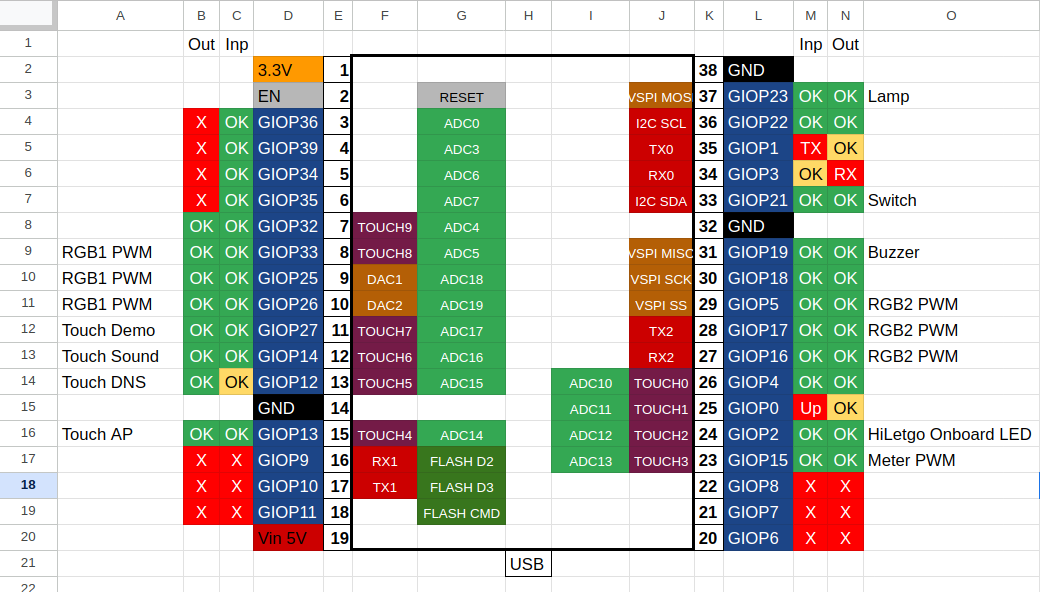 A B C D E F G H I J K L M N O
1 Out Inp Inp Out
2 3.3V 1 38 GND
3 EN 2 RESET VSPI MOS 37 GIOP23 OK OK Lamp
4 X OK GIOP36 3 ADC0 I2C SCL 36 GIOP22 OK OK
5 X OK GIOP39 4 ADC3 TX0 35 GIOP1 TX OK
6 X OK GIOP34 5 ADC6 RX0 34 GIOP3 OK RX
7 X OK GIOP35 6 ADC7 I2C SDA 33 GIOP21 OK OK Switch
8 OK OK GIOP32 7 TOUCH9 ADC4 32 GND
9 RGB1 PWM OK OK GIOP33 8 TOUCH8 ADC5 VSPI MISO 31 GIOP19 OK OK Buzzer
10 RGB1 PWM OK OK GIOP25 9 DAC1 ADC18 VSPI SCK 30 GIOP18 OK OK
11 RGB1 PWM OK OK GIOP26 10 DAC2 ADC19 VSPI SS 29 GIOP5 OK OK RGB2 PWM
12 Touch Demo OK OK GIOP27 11 TOUCH7 ADC17 TX2 28 GIOP17 OK OK RGB2 PWM
13 Touch Sound OK OK GIOP14 12 TOUCH6 ADC16 RX2 27 GIOP16 OK OK RGB2 PWM
14 Touch DNS OK OK GIOP12 13 TOUCH5 ADC15 ADC10 TOUCH0 26 GIOP4 OK OK
15 GND 14 ADC11 TOUCH1 25 GIOP0 Up OK
16 Touch AP OK OK GIOP13 15 TOUCH4 ADC14 ADC12 TOUCH2 24 GIOP2 OK OK HiLetgo Onboard LED
17 X X GIOP9 16 RX1 FLASH D2 ADC13 TOUCH3 23 GIOP15 OK OK Meter PWM
18 X X GIOP10 17 TX1 FLASH D3 22 GIOP8 X X
19 X X GIOP11 18 FLASH CMD 21 GIOP7 X X
20 Vin 5V 19 20 GIOP6 X X
21 USB
22